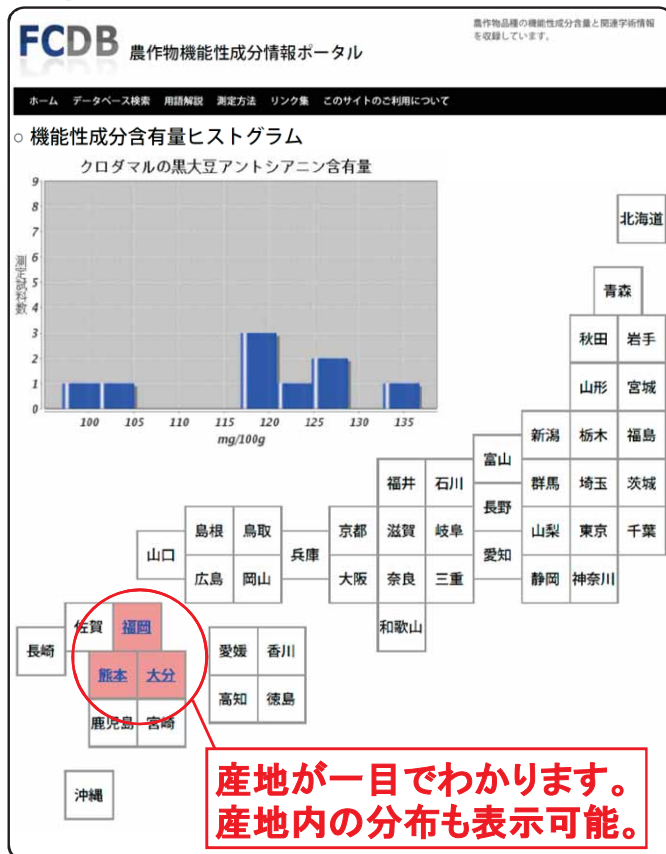 FCDB 農作物機能性成分情報ポータル
農作物品種の機能性成分含量と関連学術情報
を収録しています。
ホーム データベース検索 用語解説 測定方法 リンク集 このサイトのご利用について
○ 機能性成分含有量ヒストグラム
クロダマルの黒大豆アントシアニン含有量
測定試料数
9
8
7
6
5
4
3
2
1
0
100 105 110 115 120 125 130 135
mg/100g
北海道
青森
秋田 岩手
山形 宮城
新潟 栃木 福島
富山
福井 石川 群馬 埼玉 茨城
長野
島根 鳥取 京都 滋賀 岐阜 山梨 東京 千葉
山口 兵庫 愛知
広島 岡山 大阪 奈良 三重 静岡 神奈川
佐賀 福岡 和歌山
長崎 愛媛 香川
熊本 大分
高知 徳島
鹿児島 宮崎
沖縄
産地が一目でわかります。
産地内の分布も表示可能。